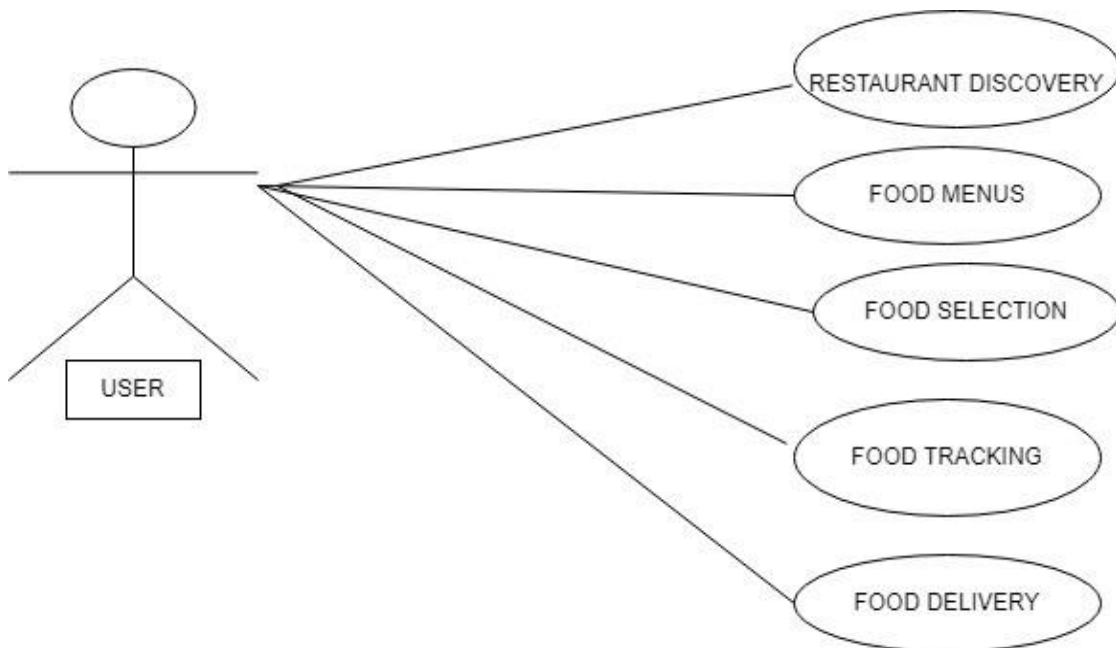 RESTAURANT DISCOVERY
FOOD MENUS
FOOD SELECTION
USER
FOOD TRACKING
FOOD DELIVERY